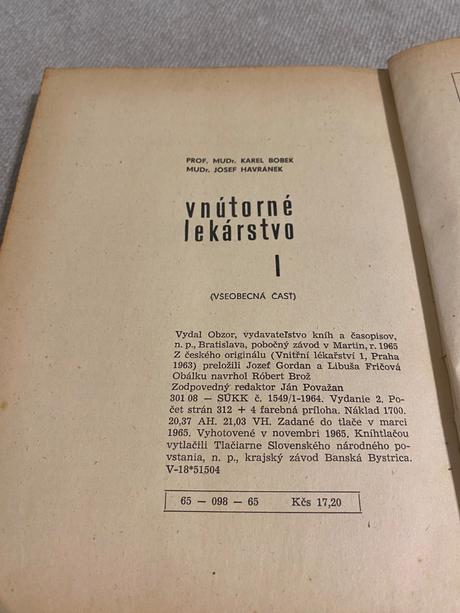 PROF. MUDr. KAREL BOBEK
MUDr. JOSEF HAVRÁNEK
vnútorné
lekárstvo
I
(VŠEOBECNÁ ČASŤ)
Vydal Obzor, vydavateľstvo kníh a časopisov,
n. p., Bratislava, pobočný závod v Martin, r. 1965
Z českého originálu (Vnitřní lékařství 1, Praha
1963) preložili Jozef Gordan a Libuša Fričová
Obálku navrhol Róbert Brož
Zodpovedný redaktor Ján Považan
301 08 — SÚKK č. 1549/1-1964. Vydanie 2. Po-
čet strán 312 + 4 farebná príloha. Náklad 1700.
20,37 AH. 21,03 VH. Zadané do tlače v marci
1965. Vyhotovené v novembri 1965. Kníhtlačou
vytlačili Tlačiarne Slovenského národného po-
vstania, n. p., krajský závod Banská Bystrica.
V-18*51504
65 — 098 — 65 Kčs 17,20